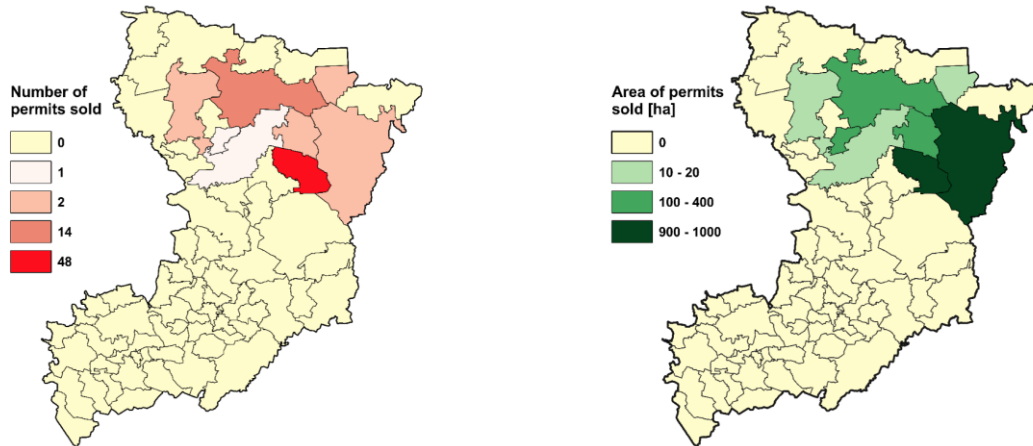 Number of
permits sold
0
1
2
14
48
Area of permits
sold [ha]
0
10 - 20
100 - 400
900 - 1000